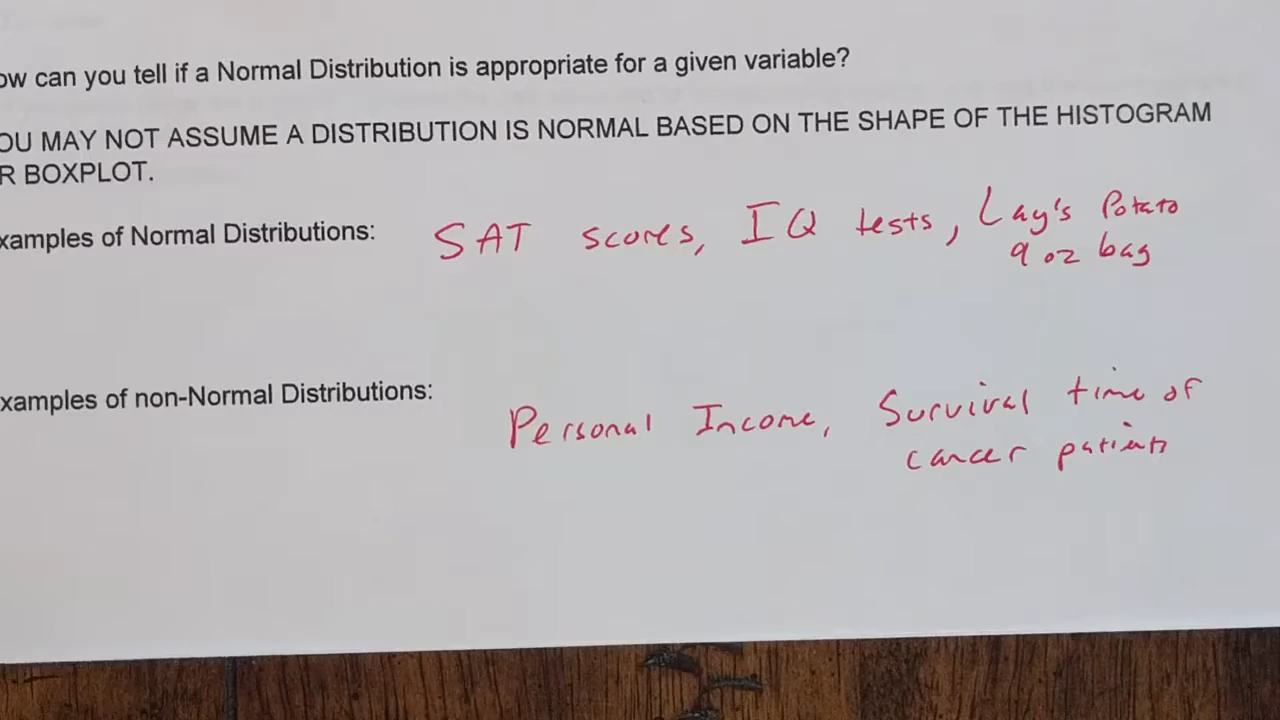 ow can you tell if a Normal Distribution is appropriate for a given variable?
OU MAY NOT ASSUME A DISTRIBUTION IS NORMAL BASED ON THE SHAPE OF THE HISTOGRAM
R BOXPLOT.
xamples of Normal Distributions: SAT scores, IQ tests, Lay's Potato
9 oz bag
xamples of non-Normal Distributions: Personal Income, Survival time of
cancer patients